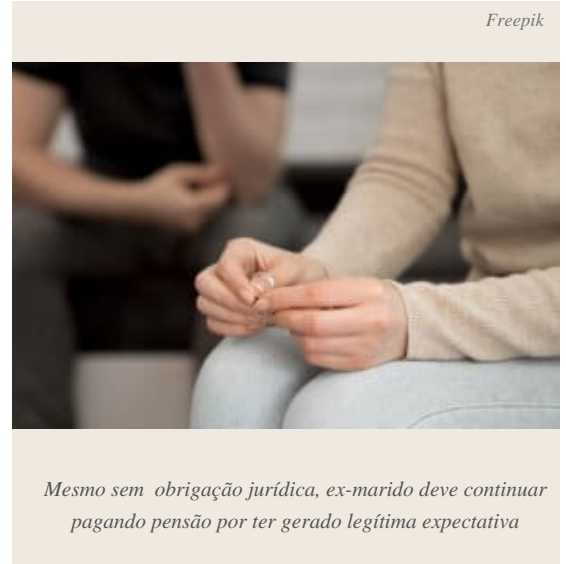 Freepik
Mesmo sem obrigação jurídica, ex-marido deve continuar
pagando pensão por ter gerado legítima expectativa